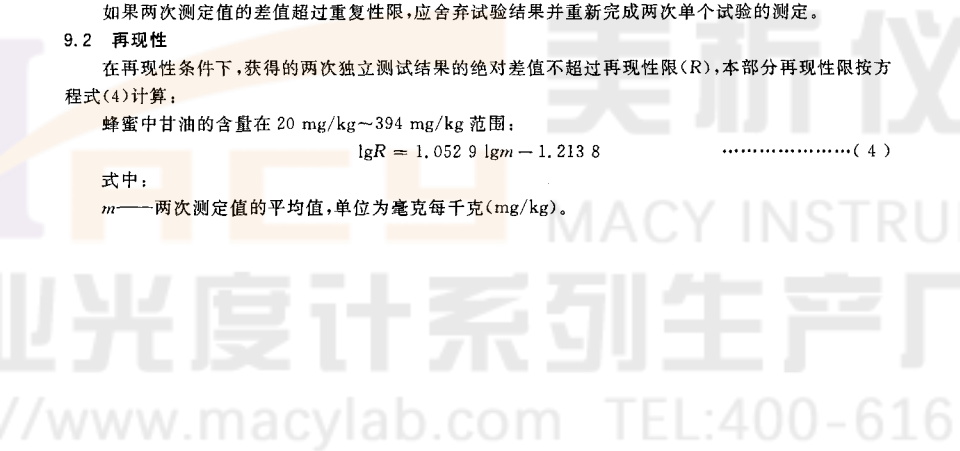 如果两次测定值的差值超过重复性限,应舍弃试验结果并重新完成两次单个试验的测定。
9.2 再现性
在再现性条件下,获得的两次独立测试结果的绝对差值不超过再现性限(R),本部分再现性限按方
程式(4)计算:
蜂蜜中甘油的含量在 20 mg/kg～394 mg/kg 范围:
lgR = 1.052 9 lgm − 1.213 8 …………………( 4 )
式中:
m——两次测定值的平均值,单位为毫克每千克(mg/kg)。
美析仪
MACY
MACY INSTRU
业光度计系列生产厂
//www.macylab.com TEL:400-616